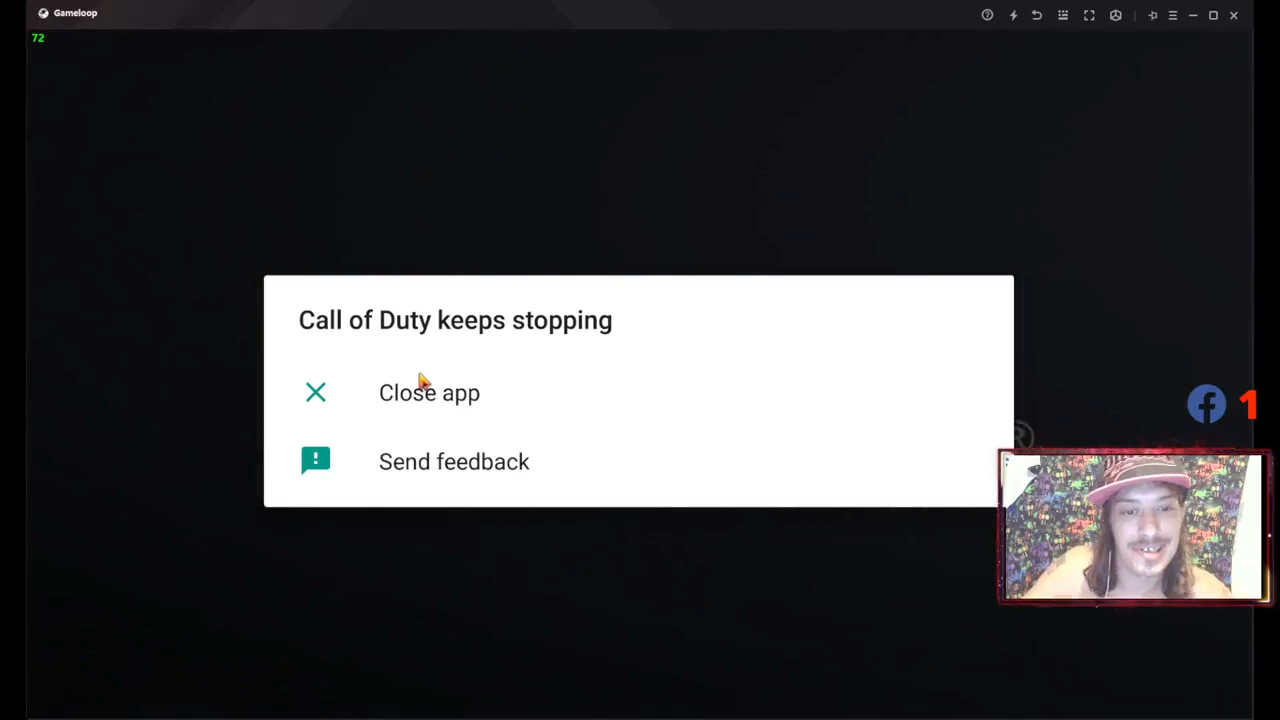 Gameloop
72
Call of Duty keeps stopping
Close app
Send feedback
1